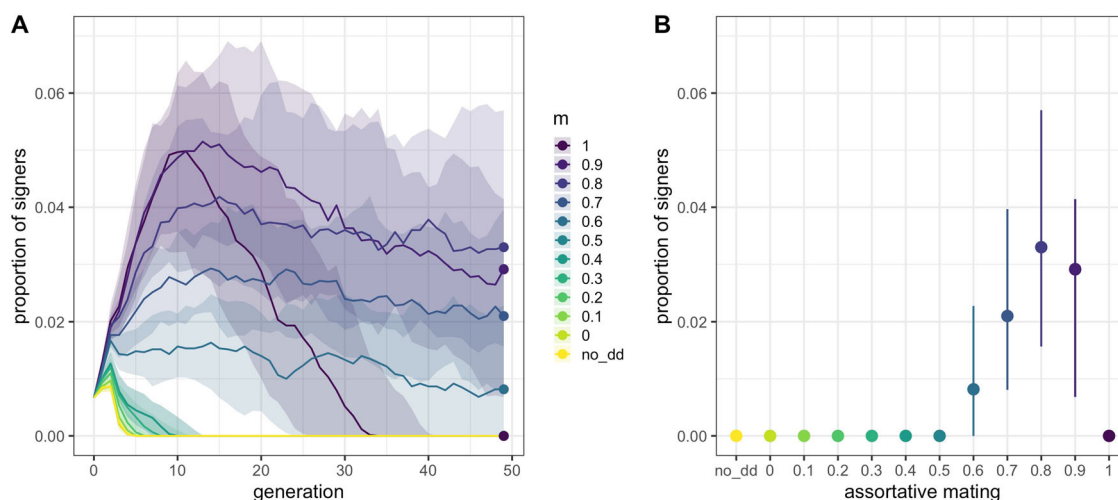 A
proportion of signers
0.06
0.04
0.02
0.00
0
10
20
30
40
50
generation
m
1
0.9
0.8
0.7
0.6
0.5
0.4
0.3
0.2
0.1
0
no_dd
B
proportion of signers
0.06
0.04
0.02
0.00
no_dd 0 0.1 0.2 0.3 0.4 0.5 0.6 0.7 0.8 0.9 1
assortative mating